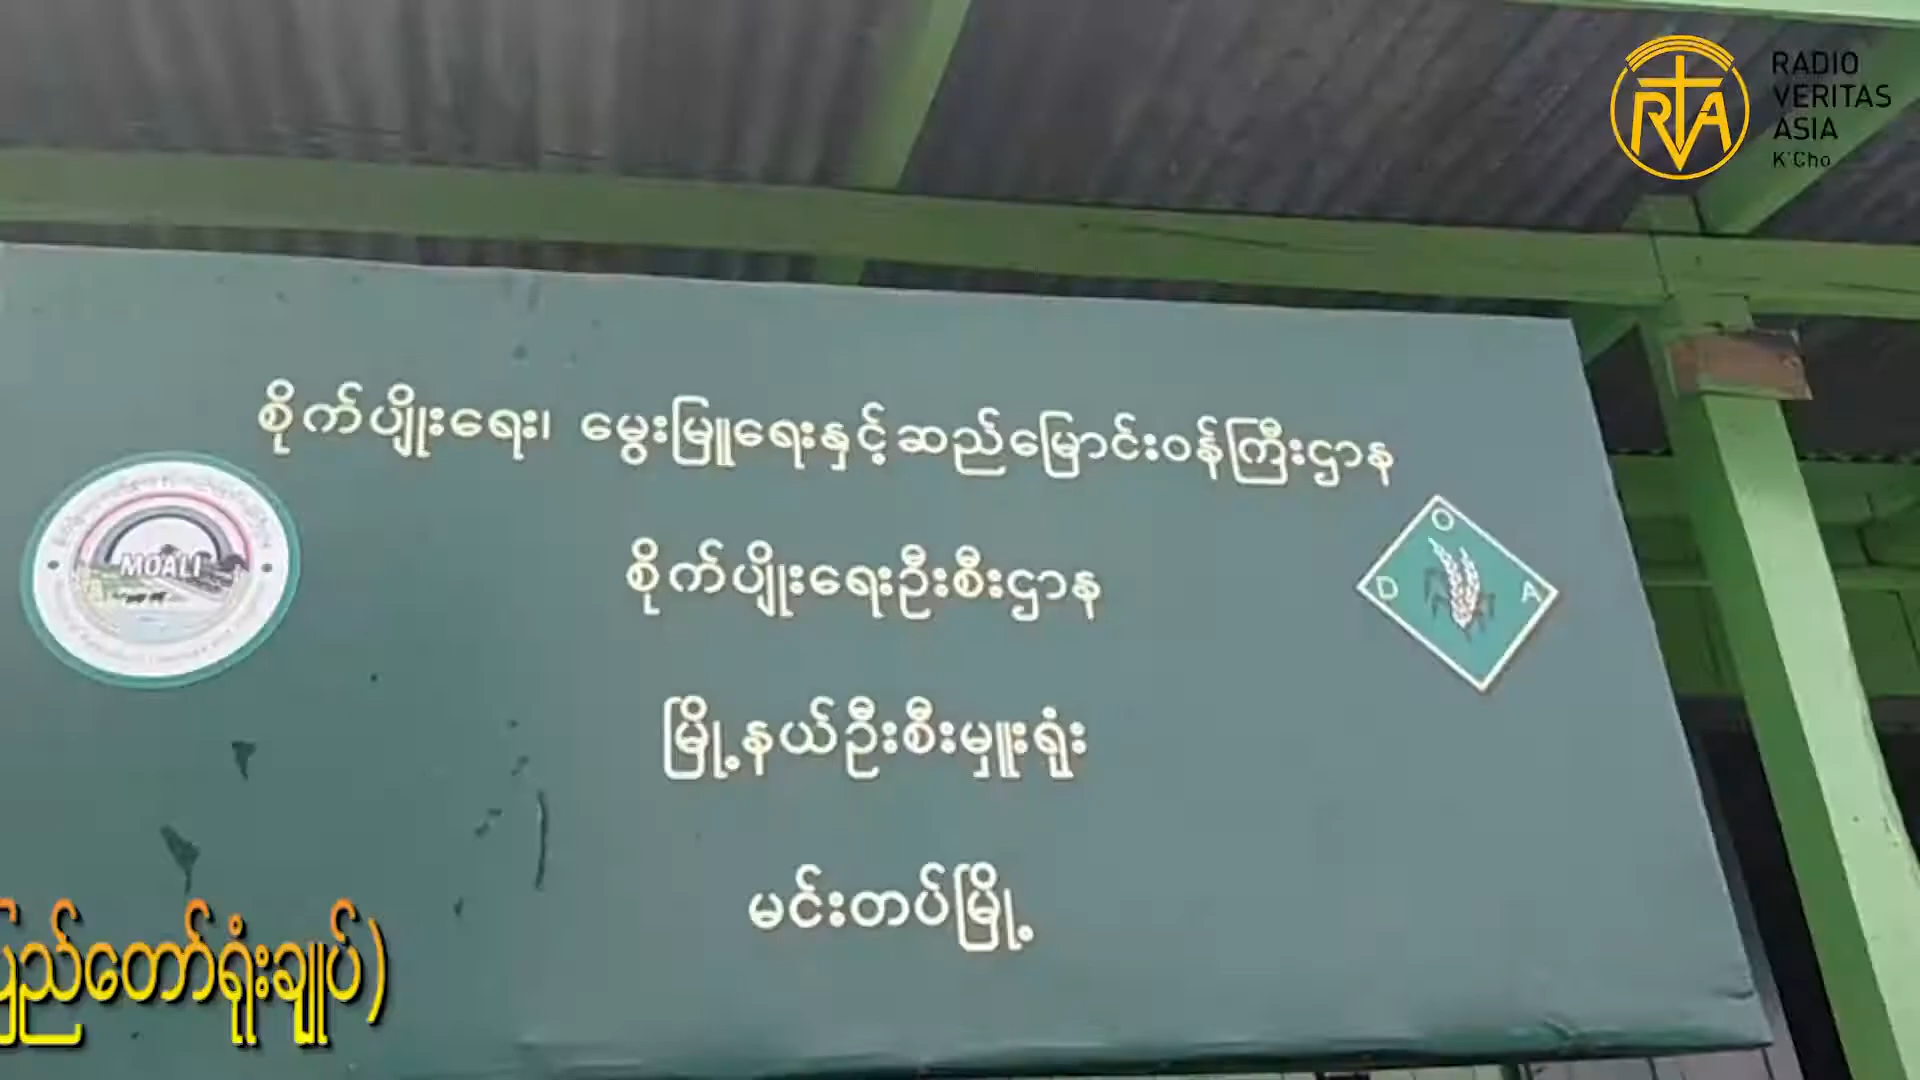 RADIO
VERITAS
ASIA
K'Cho
RVA
စိုက်ပျိုးရေး၊ မွေးမြူရေးနှင့်ဆည်မြောင်းဝန်ကြီးဌာန
MOALI
စိုက်ပျိုးရေးဦးစီးဌာန
D O A
မြို့နယ်ဦးစီးမှူးရုံး
မင်းတပ်မြို့
ပြည်တော်ရုံးချုပ်)